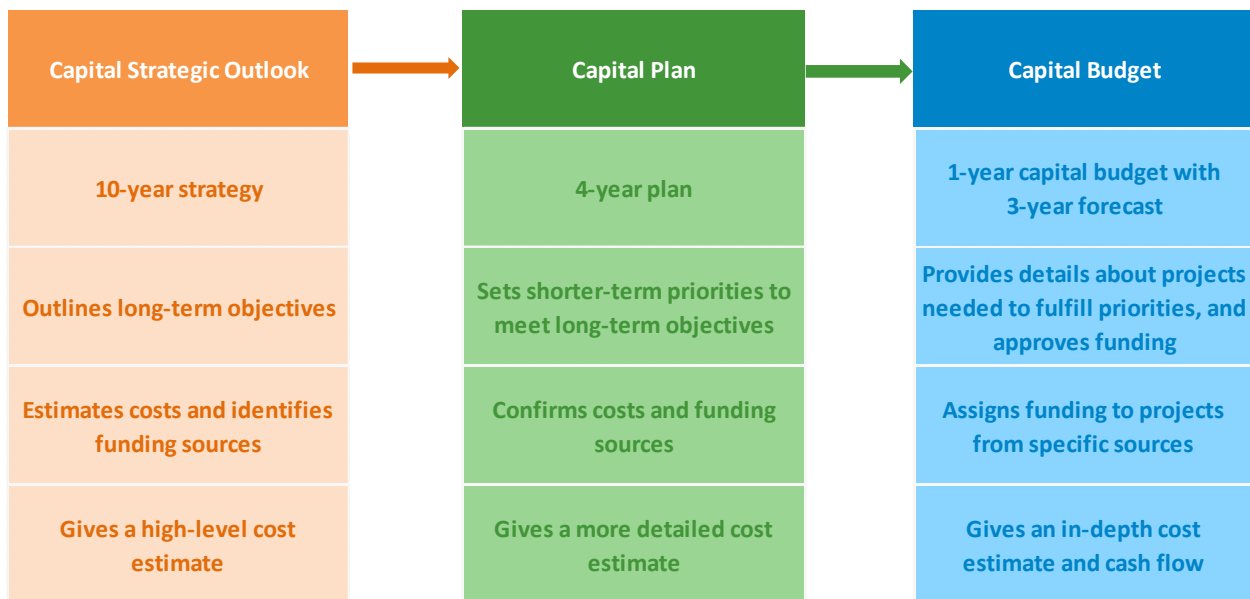 Capital Strategic Outlook
10-year strategy
Outlines long-term objectives
Estimates costs and identifies
funding sources
Gives a high-level cost
estimate
Capital Plan
4-year plan
Sets shorter-term priorities to
meet long-term objectives
Confirms costs and funding
sources
Gives a more detailed cost
estimate
Capital Budget
1-year capital budget with
3-year forecast
Provides details about projects
needed to fulfill priorities, and
approves funding
Assigns funding to projects
from specific sources
Gives an in-depth cost
estimate and cash flow